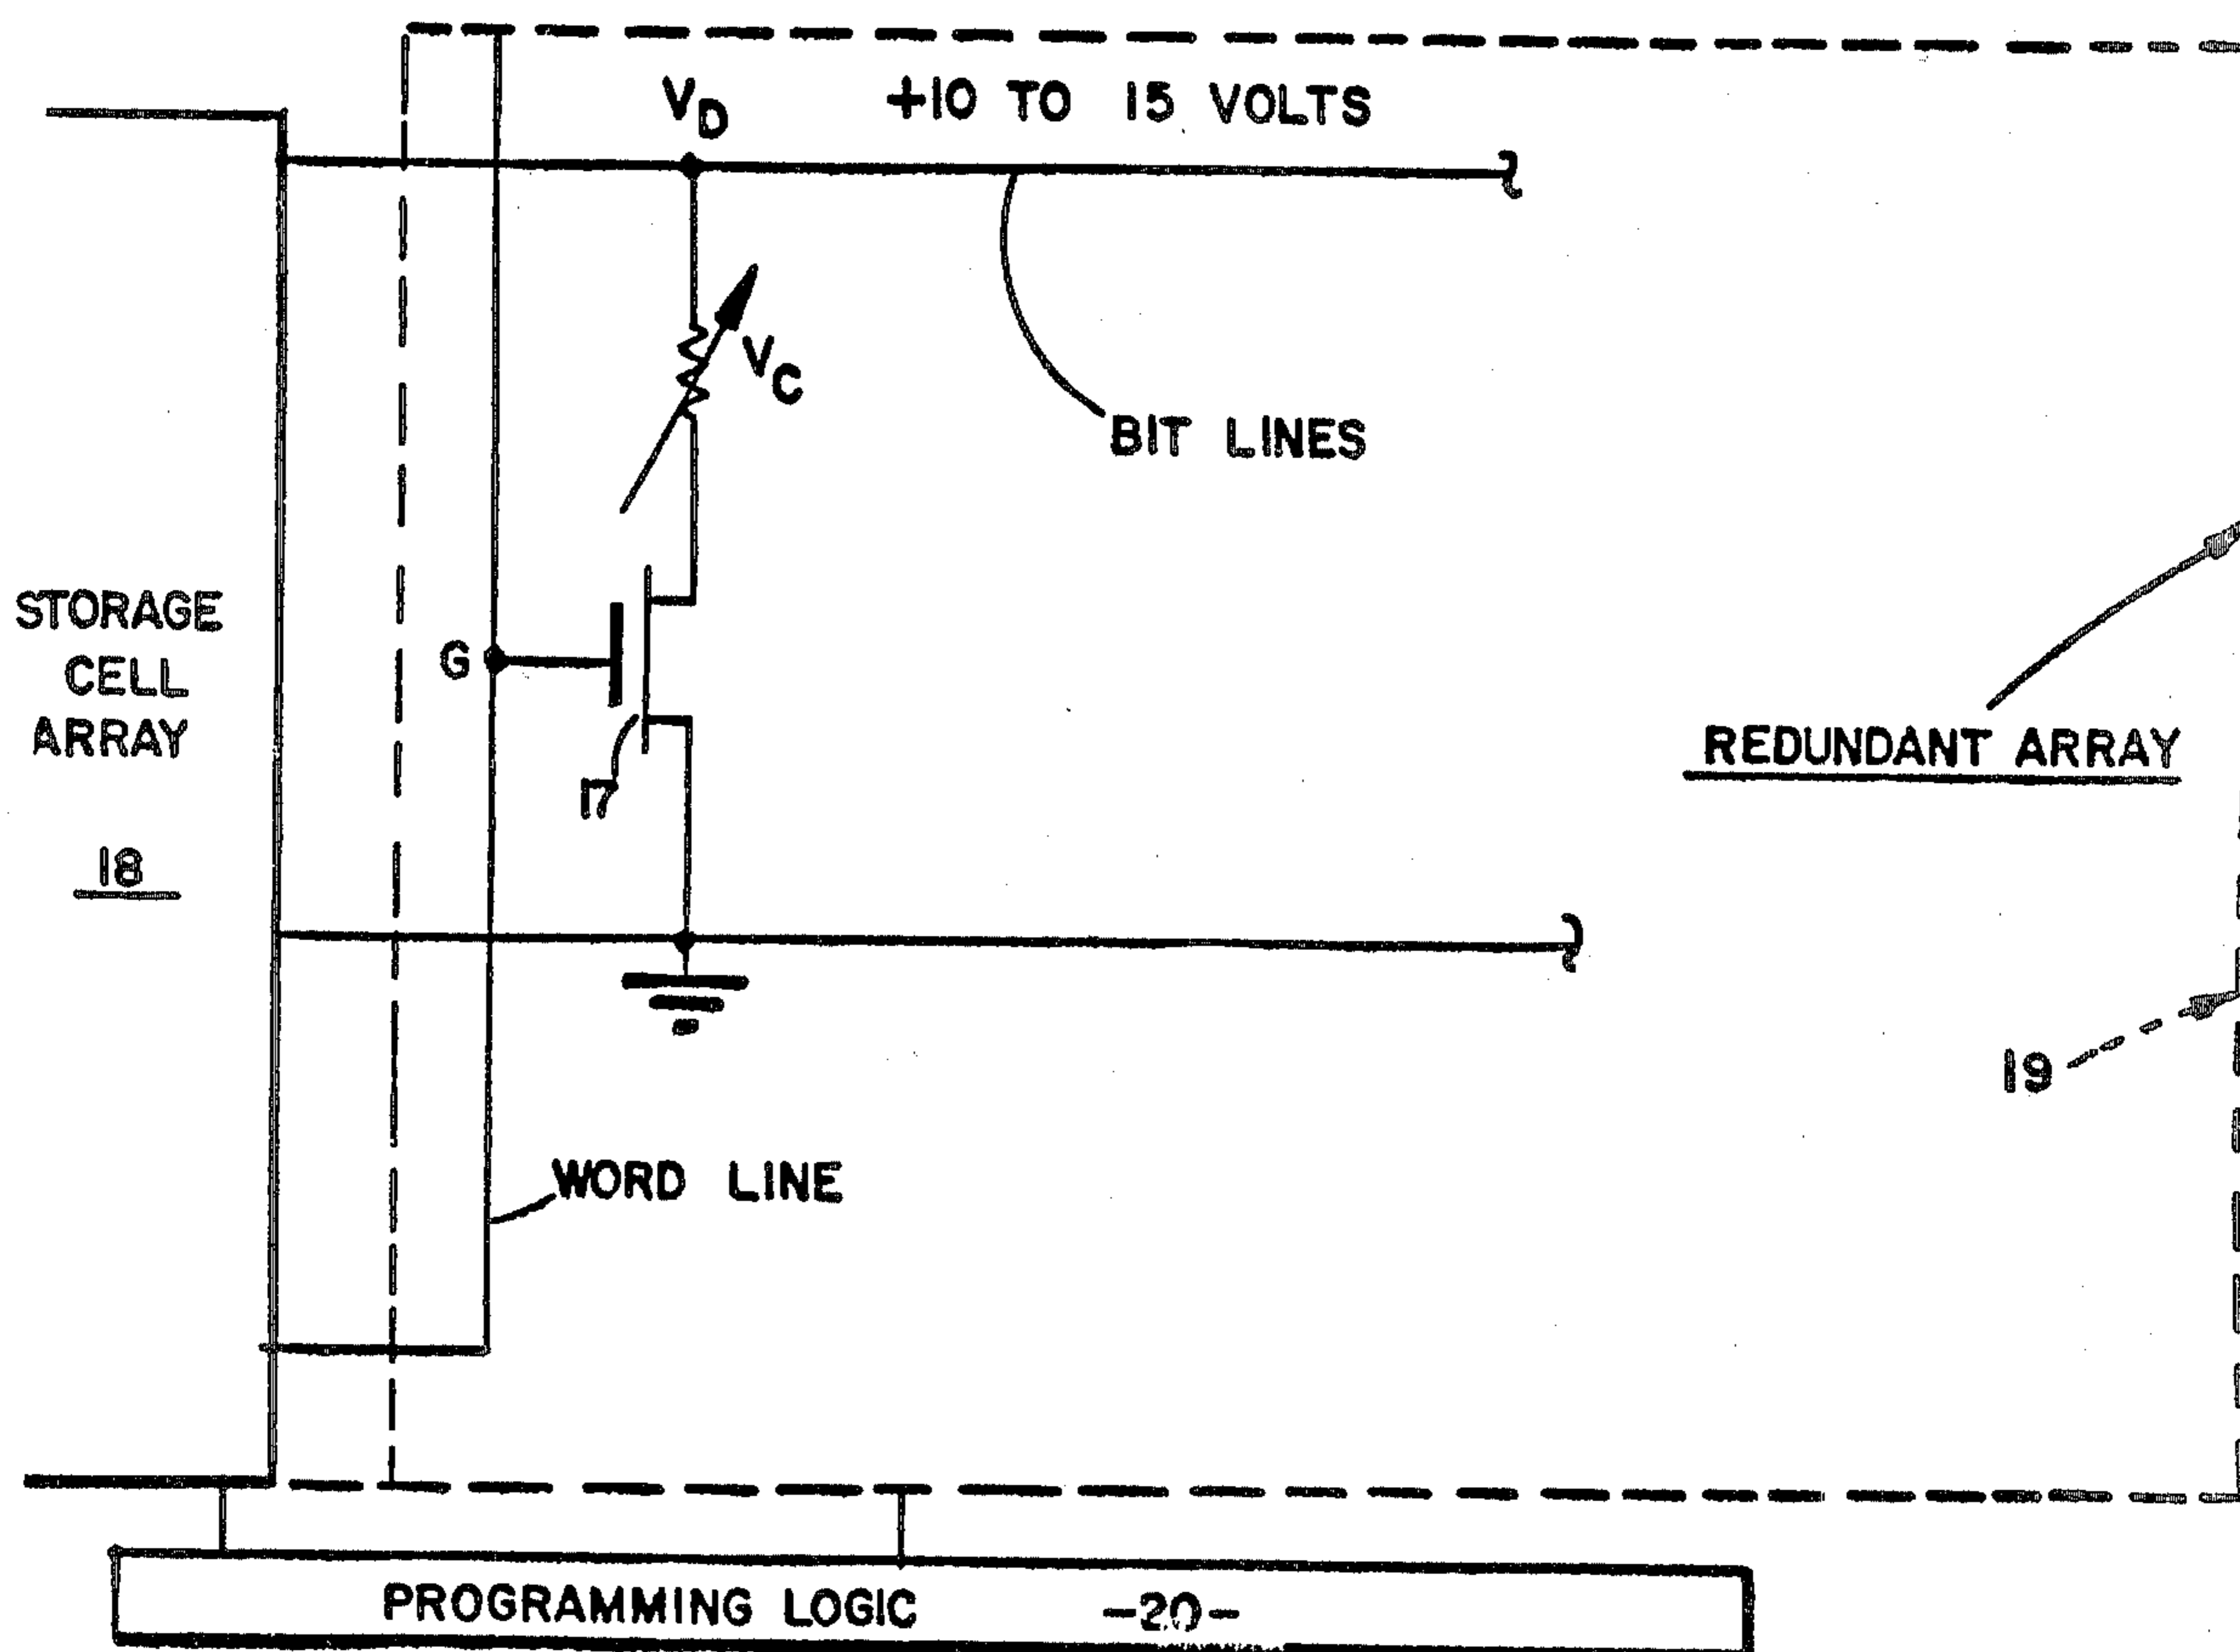 V_D +10 TO 15 VOLTS
V_C
BIT LINES
STORAGE
CELL
ARRAY
18
G
17
REDUNDANT ARRAY
19
WORD LINE
PROGRAMMING LOGIC -20-